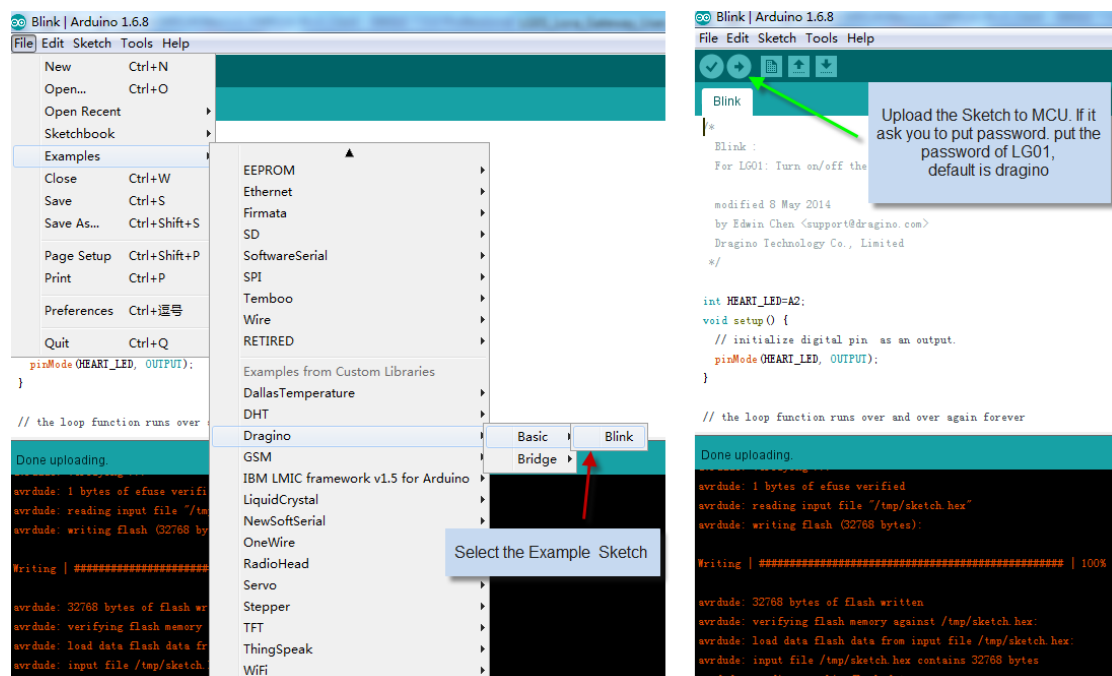 Blink | Arduino 1.6.8
File Edit Sketch Tools Help
New Ctrl+N
Open... Ctrl+O
Open Recent
Sketchbook
Examples
Close Ctrl+W
Save Ctrl+S
Save As... Ctrl+Shift+S
Page Setup Ctrl+Shift+P
Print Ctrl+P
Preferences Ctrl+逗号
Quit Ctrl+Q
EEPROM
Ethernet
Firmata
SD
SoftwareSerial
SPI
Temboo
Wire
RETIRED
Examples from Custom Libraries
DallasTemperature
DHT
Dragino
GSM
IBM LMIC framework v1.5 for Arduino
LiquidCrystal
NewSoftSerial
OneWire
RadioHead
Servo
Stepper
TFT
ThingSpeak
WiFi
Basic
Bridge
Blink
Select the Example Sketch
pinMode(HEART_LED, OUTPUT);
}
// the loop function runs over
Done uploading.
avrdude: 1 bytes of efuse verifi
avrdude: reading input file "/tm
avrdude: writing flash (32768 by
Writing | ######################
avrdude: 32768 bytes of flash wr
avrdude: verifying flash memory
avrdude: load data flash data fr
avrdude: input file /tmp/sketch.
Blink | Arduino 1.6.8
File Edit Sketch Tools Help
Blink
Upload the Sketch to MCU. If it
ask you to put password. put the
password of LG01,
default is dragino
/*
Blink :
For LG01: Turn on/off the
modified 8 May 2014
by Edwin Chen <support@dragino.com>
Dragino Technology Co., Limited
*/
int HEART_LED=A2;
void setup() {
// initialize digital pin as an output.
pinMode(HEART_LED, OUTPUT);
}
// the loop function runs over and over again forever
Done uploading.
avrdude: 1 bytes of efuse verified
avrdude: reading input file "/tmp/sketch.hex"
avrdude: writing flash (32768 bytes):
Writing | ################################################## | 100%
avrdude: 32768 bytes of flash written
avrdude: verifying flash memory against /tmp/sketch.hex:
avrdude: load data flash data from input file /tmp/sketch.hex:
avrdude: input file /tmp/sketch.hex contains 32768 bytes